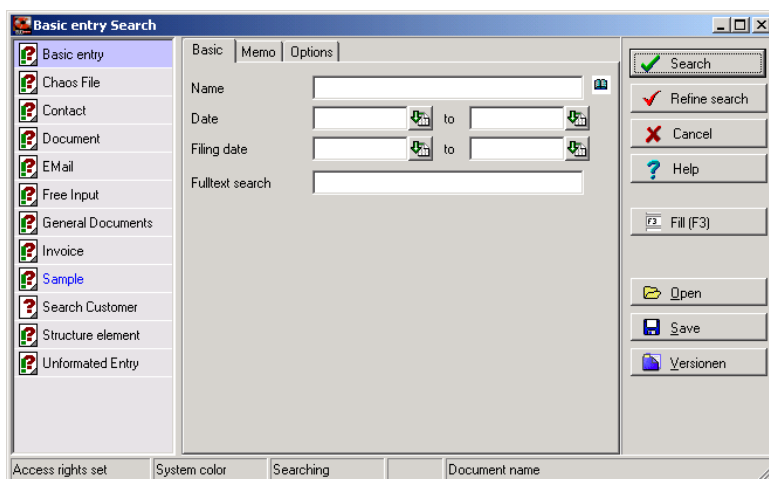 Basic entry Search
Basic entry
Chaos File
Contact
Document
EMail
Free Input
General Documents
Invoice
Sample
Search Customer
Structure element
Unformated Entry
Basic Memo Options
Name
Date to
Filing date to
Fulltext search
Search
Refine search
Cancel
Help
F3 Fill (F3)
Open
Save
Versionen
Access rights set System color Searching Document name